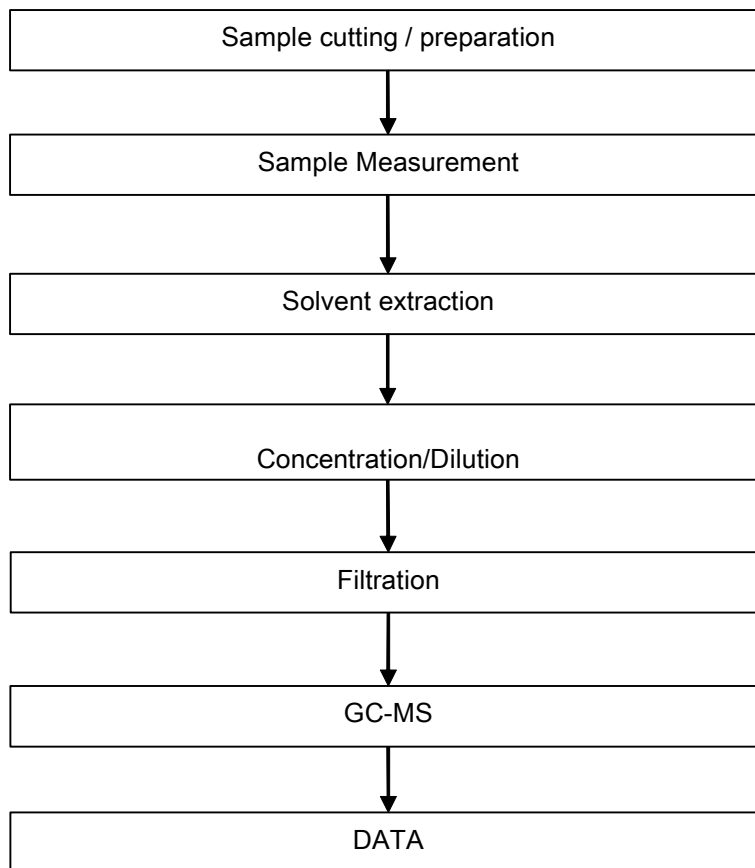 Sample cutting / preparation
Sample Measurement
Solvent extraction
Concentration/Dilution
Filtration
GC-MS
DATA